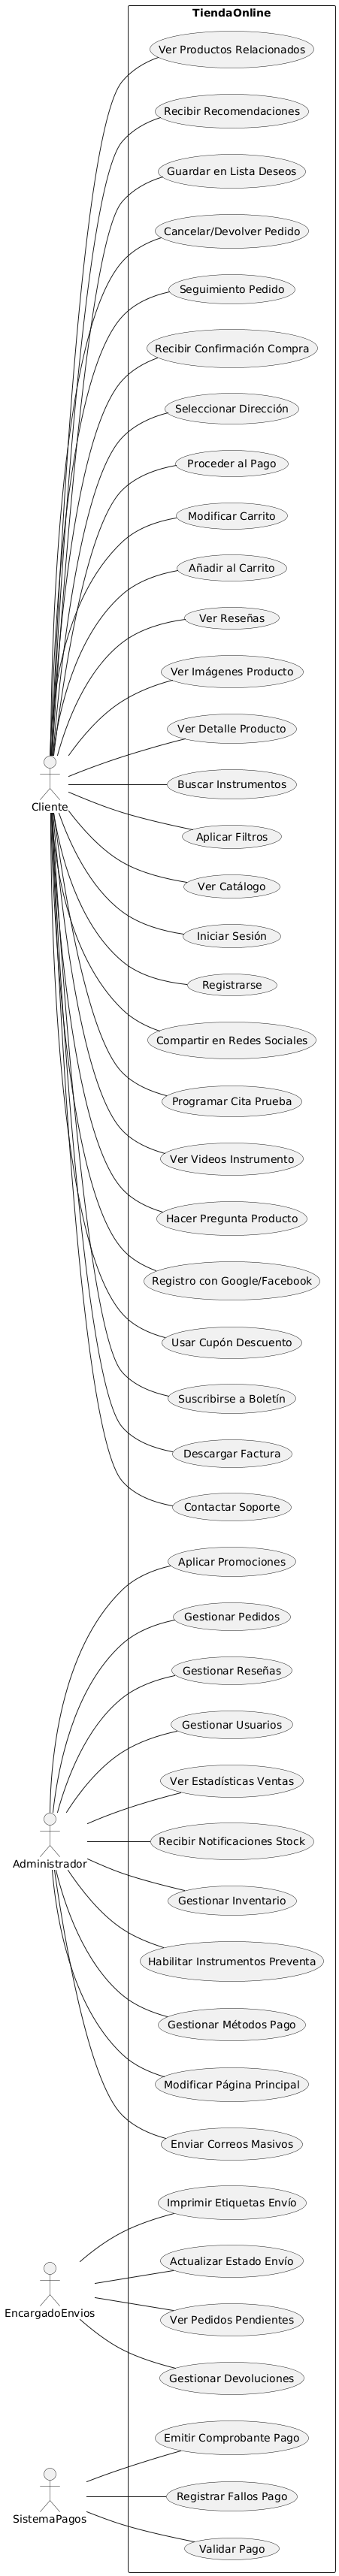 TiendaOnline
Ver Productos Relacionados
Recibir Recomendaciones
Guardar en Lista Deseos
Cancelar/Devolver Pedido
Seguimiento Pedido
Recibir Confirmación Compra
Seleccionar Dirección
Proceder al Pago
Modificar Carrito
Añadir al Carrito
Ver Reseñas
Ver Imágenes Producto
Ver Detalle Producto
Buscar Instrumentos
Cliente
Aplicar Filtros
Ver Catálogo
Iniciar Sesión
Registrarse
Compartir en Redes Sociales
Programar Cita Prueba
Ver Videos Instrumento
Hacer Pregunta Producto
Registro con Google/Facebook
Usar Cupón Descuento
Suscribirse a Boletín
Descargar Factura
Contactar Soporte
Aplicar Promociones
Gestionar Pedidos
Gestionar Reseñas
Gestionar Usuarios
Ver Estadísticas Ventas
Recibir Notificaciones Stock
Administrador
Gestionar Inventario
Habilitar Instrumentos Preventa
Gestionar Métodos Pago
Modificar Página Principal
Enviar Correos Masivos
Imprimir Etiquetas Envío
Actualizar Estado Envío
EncargadoEnvios
Ver Pedidos Pendientes
Gestionar Devoluciones
Emitir Comprobante Pago
Registrar Fallos Pago
SistemaPagos
Validar Pago